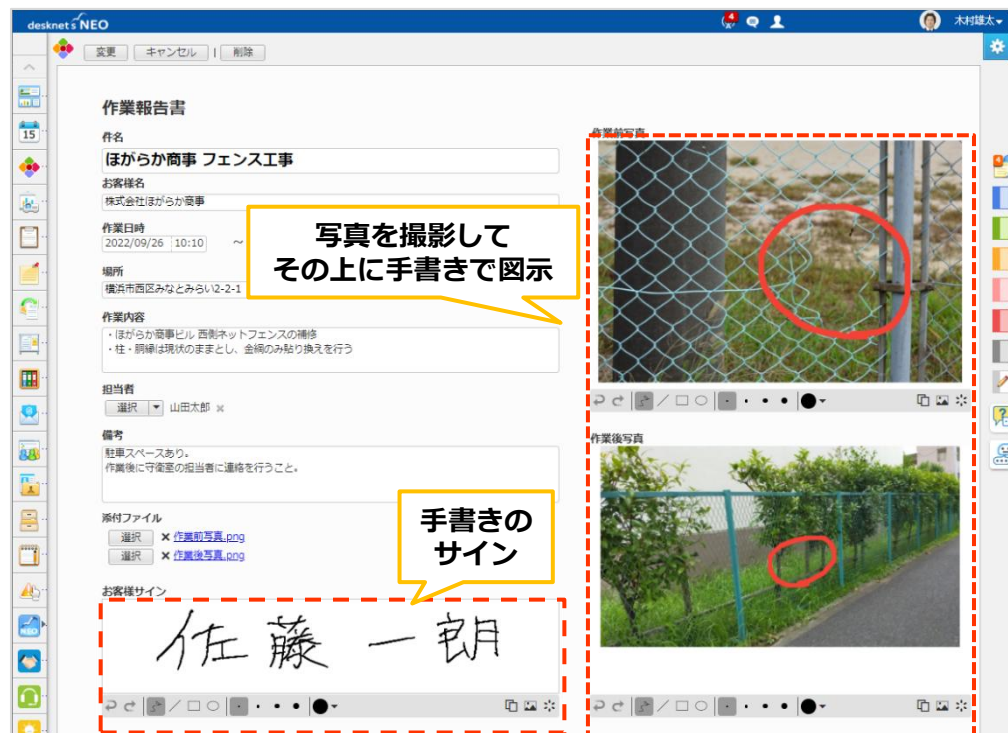 desknet's NEO
4
木村雄太
変更
キャンセル
削除
作業報告書
件名
ほがらか商事 フェンス工事
お客様名
株式会社ほがらか商事
作業日時
2022/09/26 10:10 ～
場所
横浜市西区みなとみらい2-2-1
作業内容
・ほがらか商事ビル 西側ネットフェンスの補修
・柱・胴縁は現状のままとし、金網のみ貼り換えを行う
担当者
選択 山田太郎
備考
駐車スペースあり。
作業後に守衛室の担当者に連絡を行うこと。
添付ファイル
選択 × 作業前写真.png
選択 × 作業後写真.png
お客様サイン
佐藤一朗
作業前写真
作業後写真
写真を撮影して
その上に手書きで図示
手書きの
サイン
15
NEO